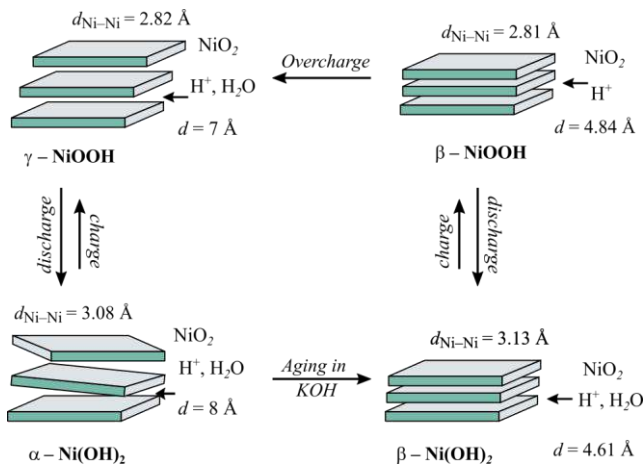 d_Ni–Ni = 2.82 Å
NiO₂
H⁺, H₂O
d = 7 Å
γ – NiOOH
Overcharge
d_Ni–Ni = 2.81 Å
NiO₂
H⁺
d = 4.84 Å
β – NiOOH
discharge
charge
charge
discharge
d_Ni–Ni = 3.08 Å
NiO₂
H⁺, H₂O
d = 8 Å
α – Ni(OH)₂
Aging in
KOH
d_Ni–Ni = 3.13 Å
NiO₂
H⁺, H₂O
β – Ni(OH)₂
d = 4.61 Å